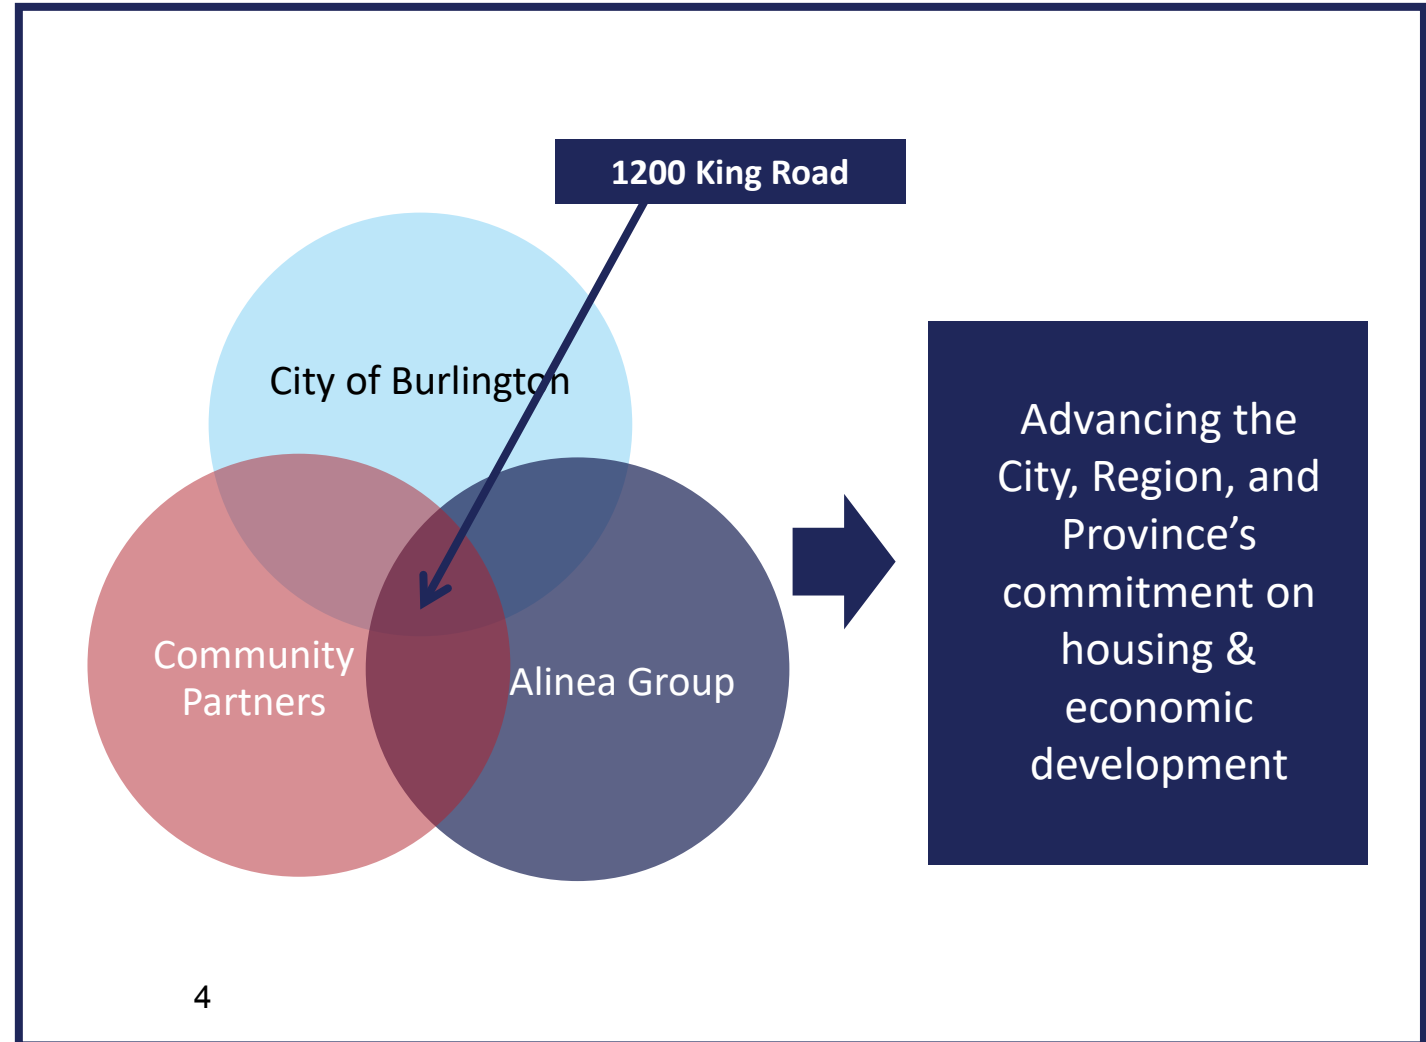 1200 King Road
City of Burlington
Community
Partners
Alinea Group
Advancing the
City, Region, and
Province’s
commitment on
housing &
economic
development
4